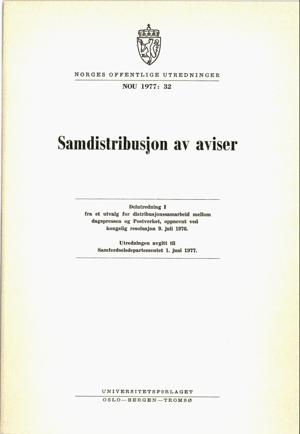 NORGES OFFENTLIGE UTREDNINGER
NOU 1977: 32
Samdistribusjon av aviser
Delutredning I
fra et utvalg for distribusjonssamarbeid mellom
dagspressen og Postverket, oppnevnt ved
kongelig resolusjon 9. juli 1976.
Utredningen avgitt til
Samferdselsdepartementet 1. juni 1977.
UNIVERSITETSFORLAGET
OSLO—BERGEN—TROMSØ